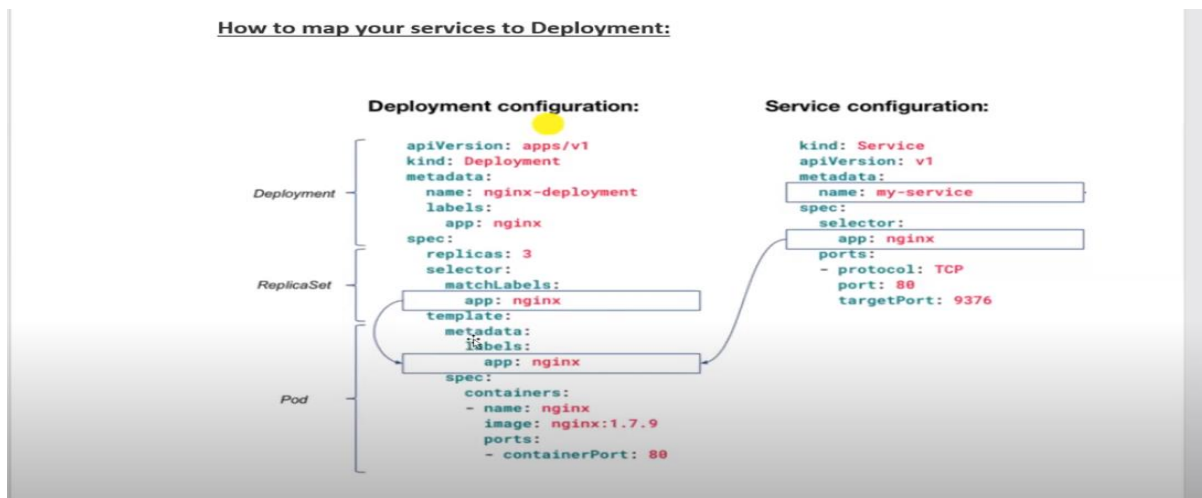 How to map your services to Deployment:
Deployment configuration:
apiVersion: apps/v1
kind: Deployment
metadata:
name: nginx-deployment
labels:
app: nginx
spec:
replicas: 3
selector:
matchLabels:
app: nginx
template:
metadata:
labels:
app: nginx
spec:
containers:
- name: nginx
image: nginx:1.7.9
ports:
- containerPort: 80
Deployment
ReplicaSet
Pod
Service configuration:
kind: Service
apiVersion: v1
metadata:
name: my-service
spec:
selector:
app: nginx
ports:
- protocol: TCP
port: 80
targetPort: 9376